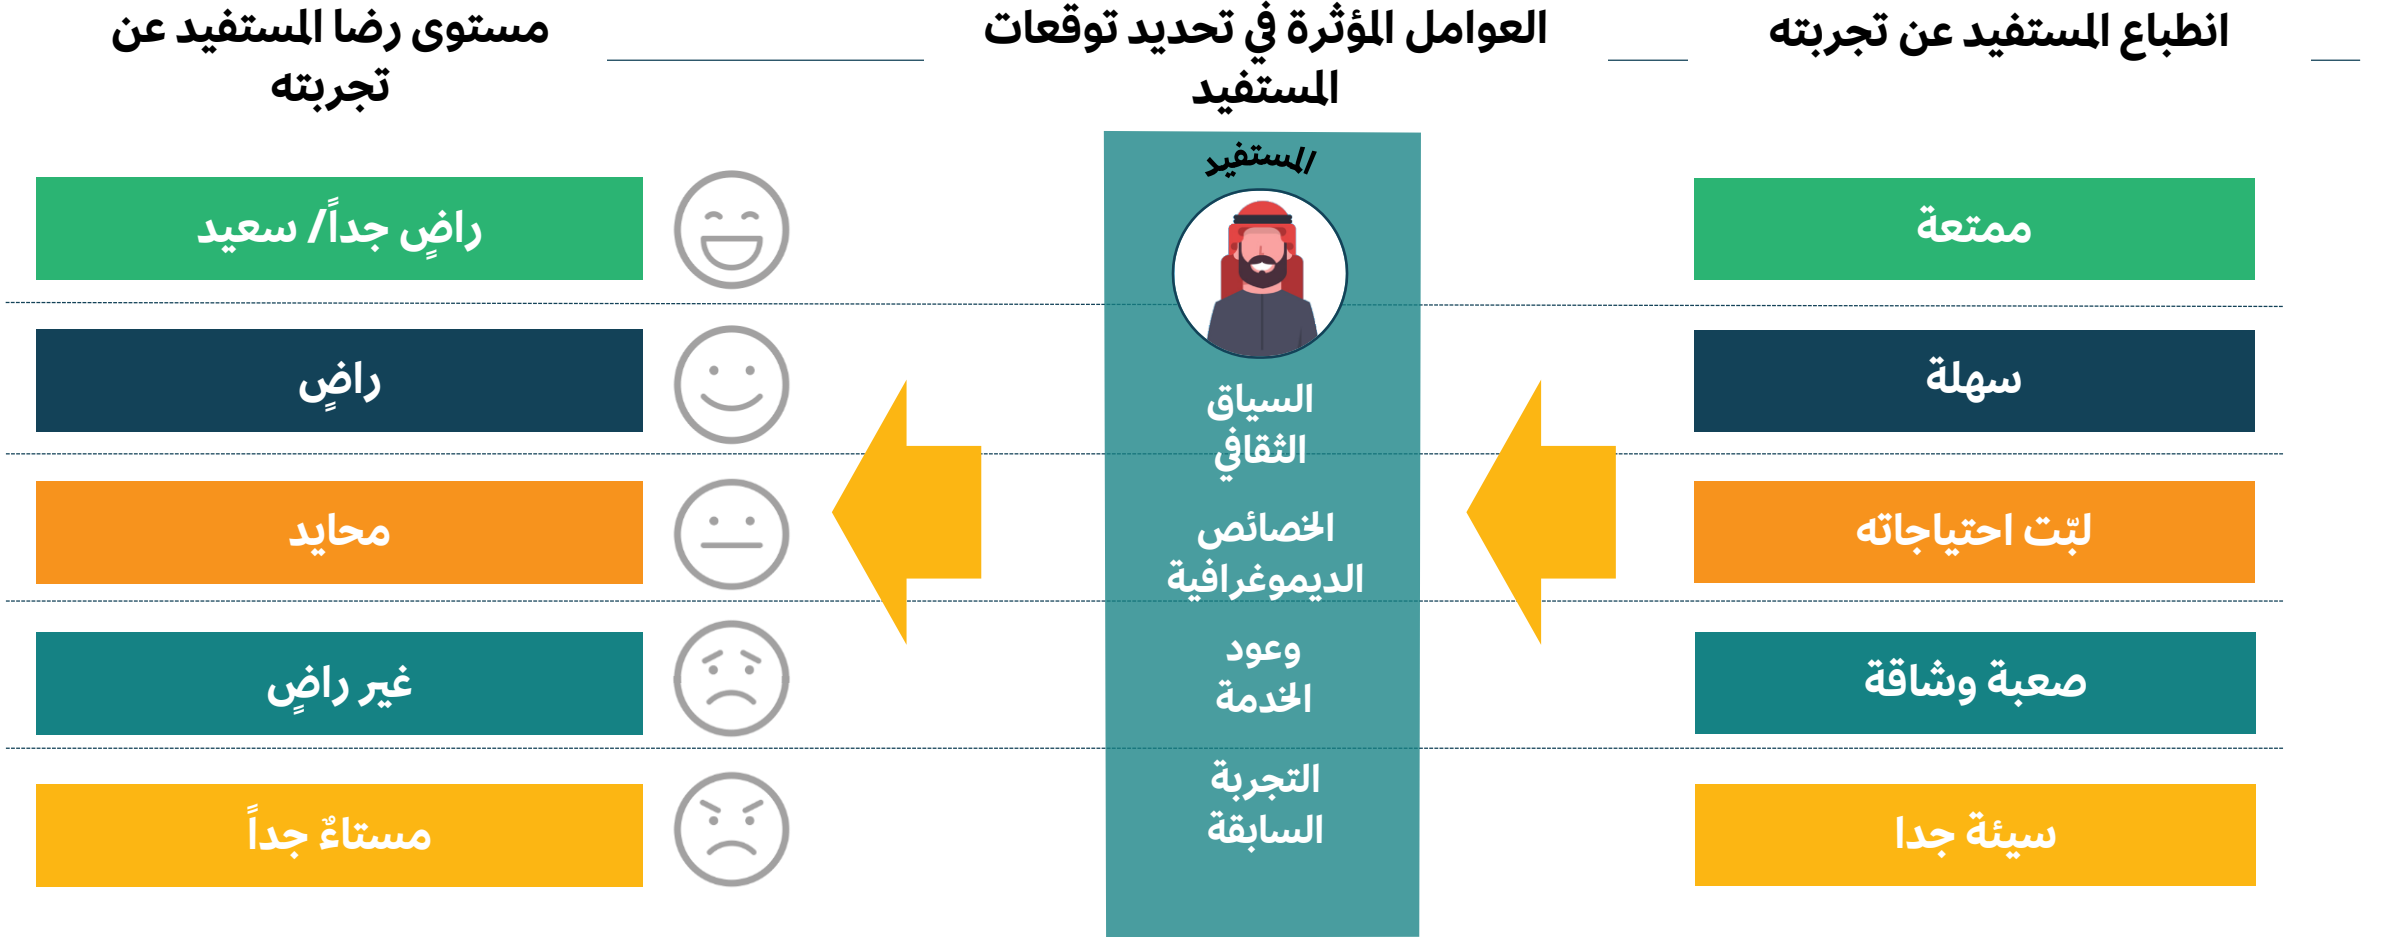 انطباع المستفيد عن تجربته
ممتعة
سهلة
لبّت احتياجاته
صعبة وشاقة
سيئة جدا
العوامل المؤثرة في تحديد توقعات
المستفيد
المستفيد
السياق
الثقافي
الخصائص
الديموغرافية
وعود
الخدمة
التجربة
السابقة
مستوى رضا المستفيد عن
تجربته
راضٍ جداً/ سعيد
راضٍ
محايد
غير راضٍ
مستاءٌ جداً